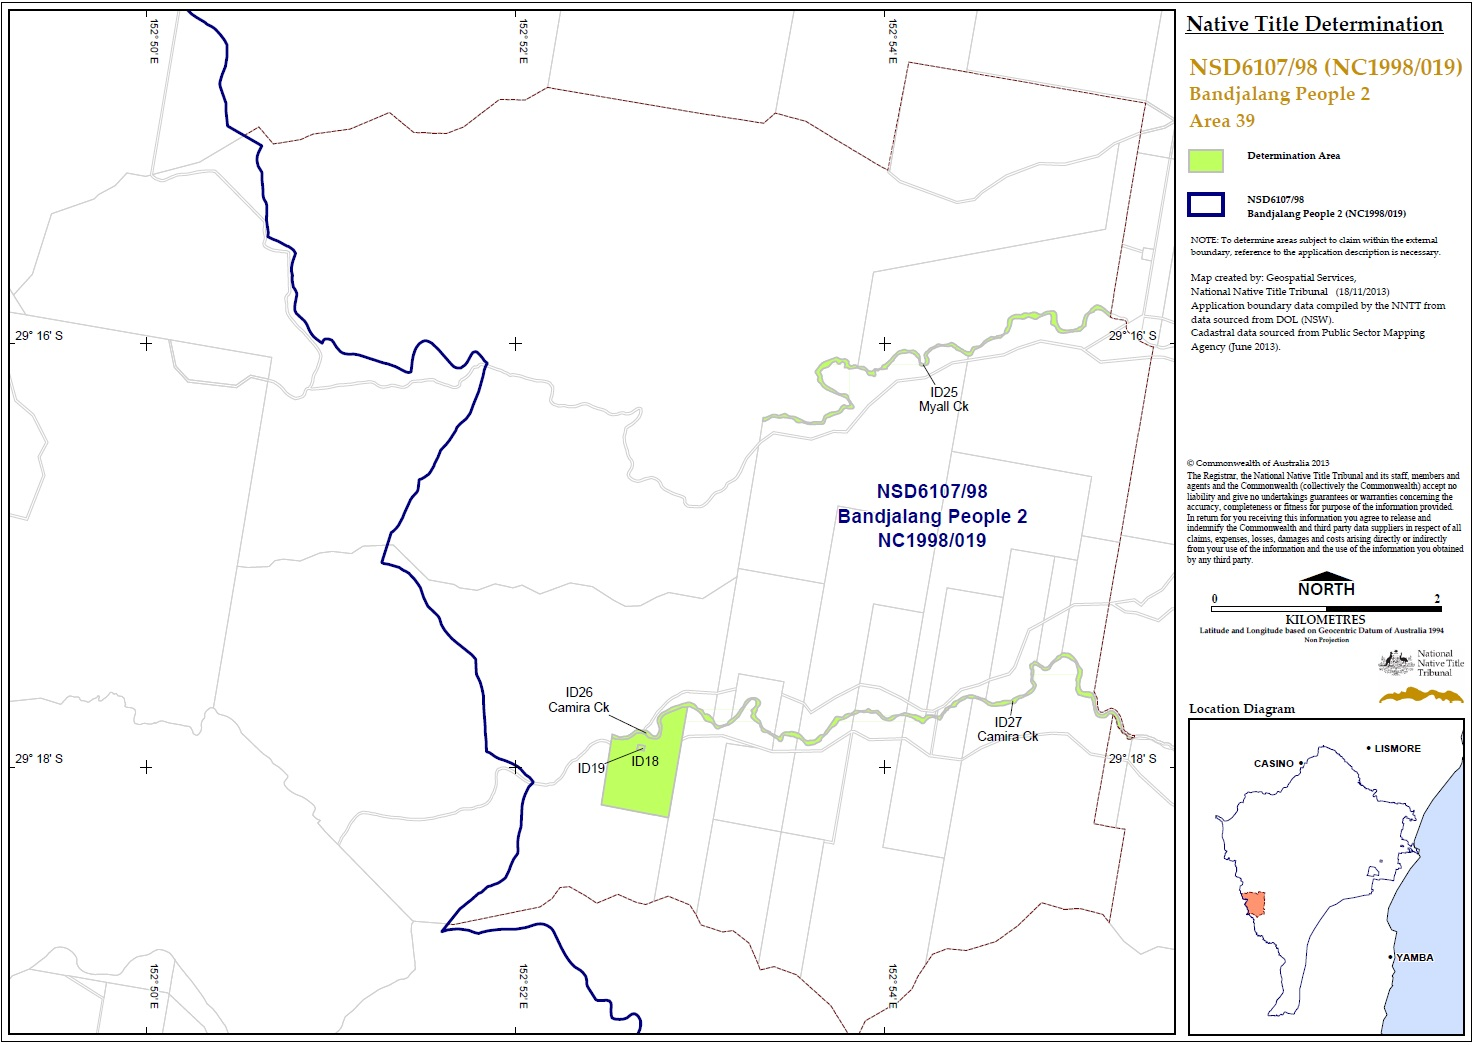 152° 50' E
152° 52' E
152° 54' E
29° 16' S
29° 16' S
ID25
Myall Ck
NSD6107/98
Bandjalang People 2
NC1998/019
ID26
Camira Ck
ID27
Camira Ck
ID19
ID18
29° 18' S
29° 18' S
152° 50' E
152° 52' E
152° 54' E
Native Title Determination
NSD6107/98 (NC1998/019)
Bandjalang People 2
Area 39
Determination Area
NSD6107/98
Bandjalang People 2 (NC1998/019)
NOTE: To determine areas subject to claim within the external
boundary, reference to the application description is necessary.
Map created by: Geospatial Services,
National Native Title Tribunal (18/11/2013)
Application boundary data compiled by the NNTT from
data sourced from DOL (NSW).
Cadastral data sourced from Public Sector Mapping
Agency (June 2013).
© Commonwealth of Australia 2013
The Registrar, the National Native Title Tribunal and its staff, members and
agents and the Commonwealth (collectively the Commonwealth) accept no
liability and give no undertakings guarantees or warranties concerning the
accuracy, completeness or fitness for purpose of the information provided.
In return for you receiving this information you agree to release and
indemnify the Commonwealth and third party data suppliers in respect of all
claims, expenses, losses, damages and costs arising directly or indirectly
from your use of the information and the use of the information you obtained
by any third party.
NORTH
0 2
KILOMETRES
Latitude and Longitude based on Geocentric Datum of Australia 1994
Non Projection
National
Native Title
Tribunal
Location Diagram
LISMORE
CASINO
YAMBA